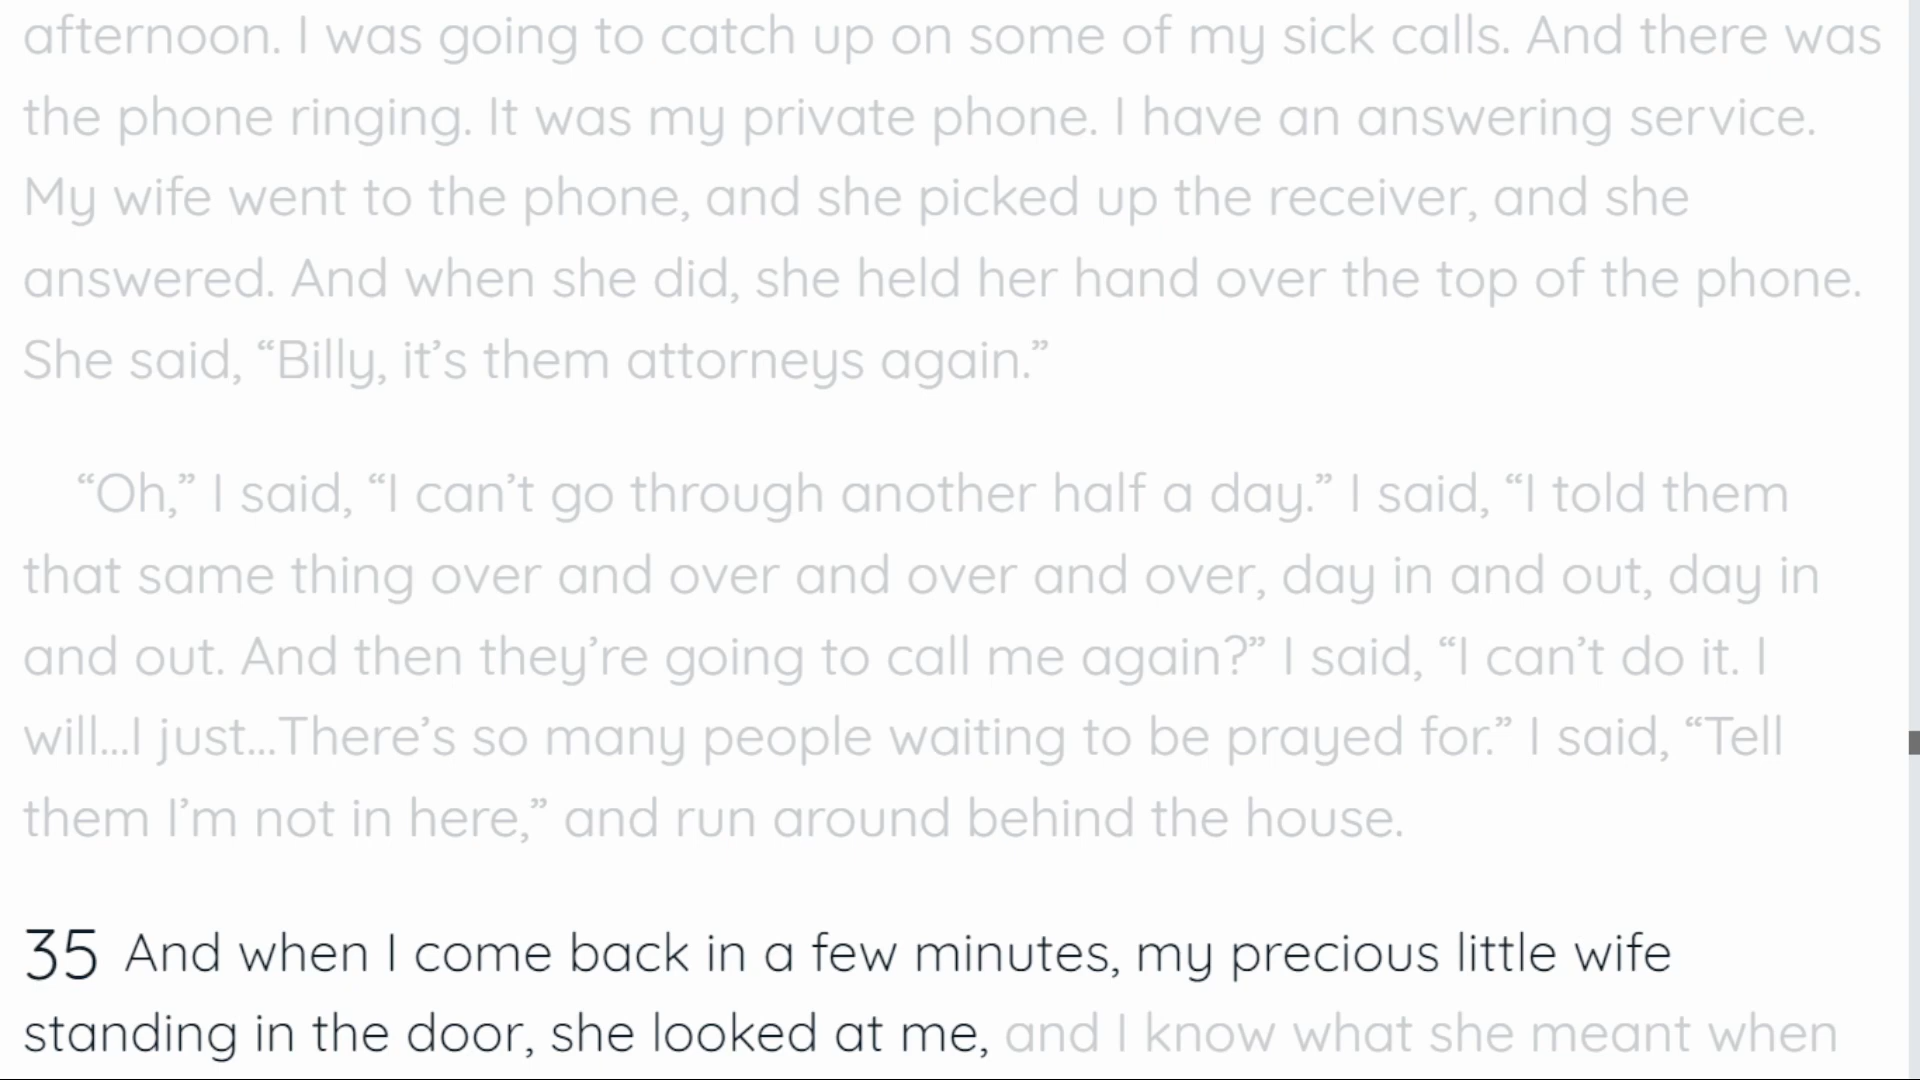 afternoon. I was going to catch up on some of my sick calls. And there was
the phone ringing. It was my private phone. I have an answering service.
My wife went to the phone, and she picked up the receiver, and she
answered. And when she did, she held her hand over the top of the phone.
She said, “Billy, it’s them attorneys again.”
“Oh,” I said, “I can’t go through another half a day.” I said, “I told them
that same thing over and over and over and over, day in and out, day in
and out. And then they’re going to call me again?” I said, “I can’t do it. I
will...I just...There’s so many people waiting to be prayed for.” I said, “Tell
them I’m not in here,” and run around behind the house.
35 And when I come back in a few minutes, my precious little wife
standing in the door, she looked at me, and I know what she meant when